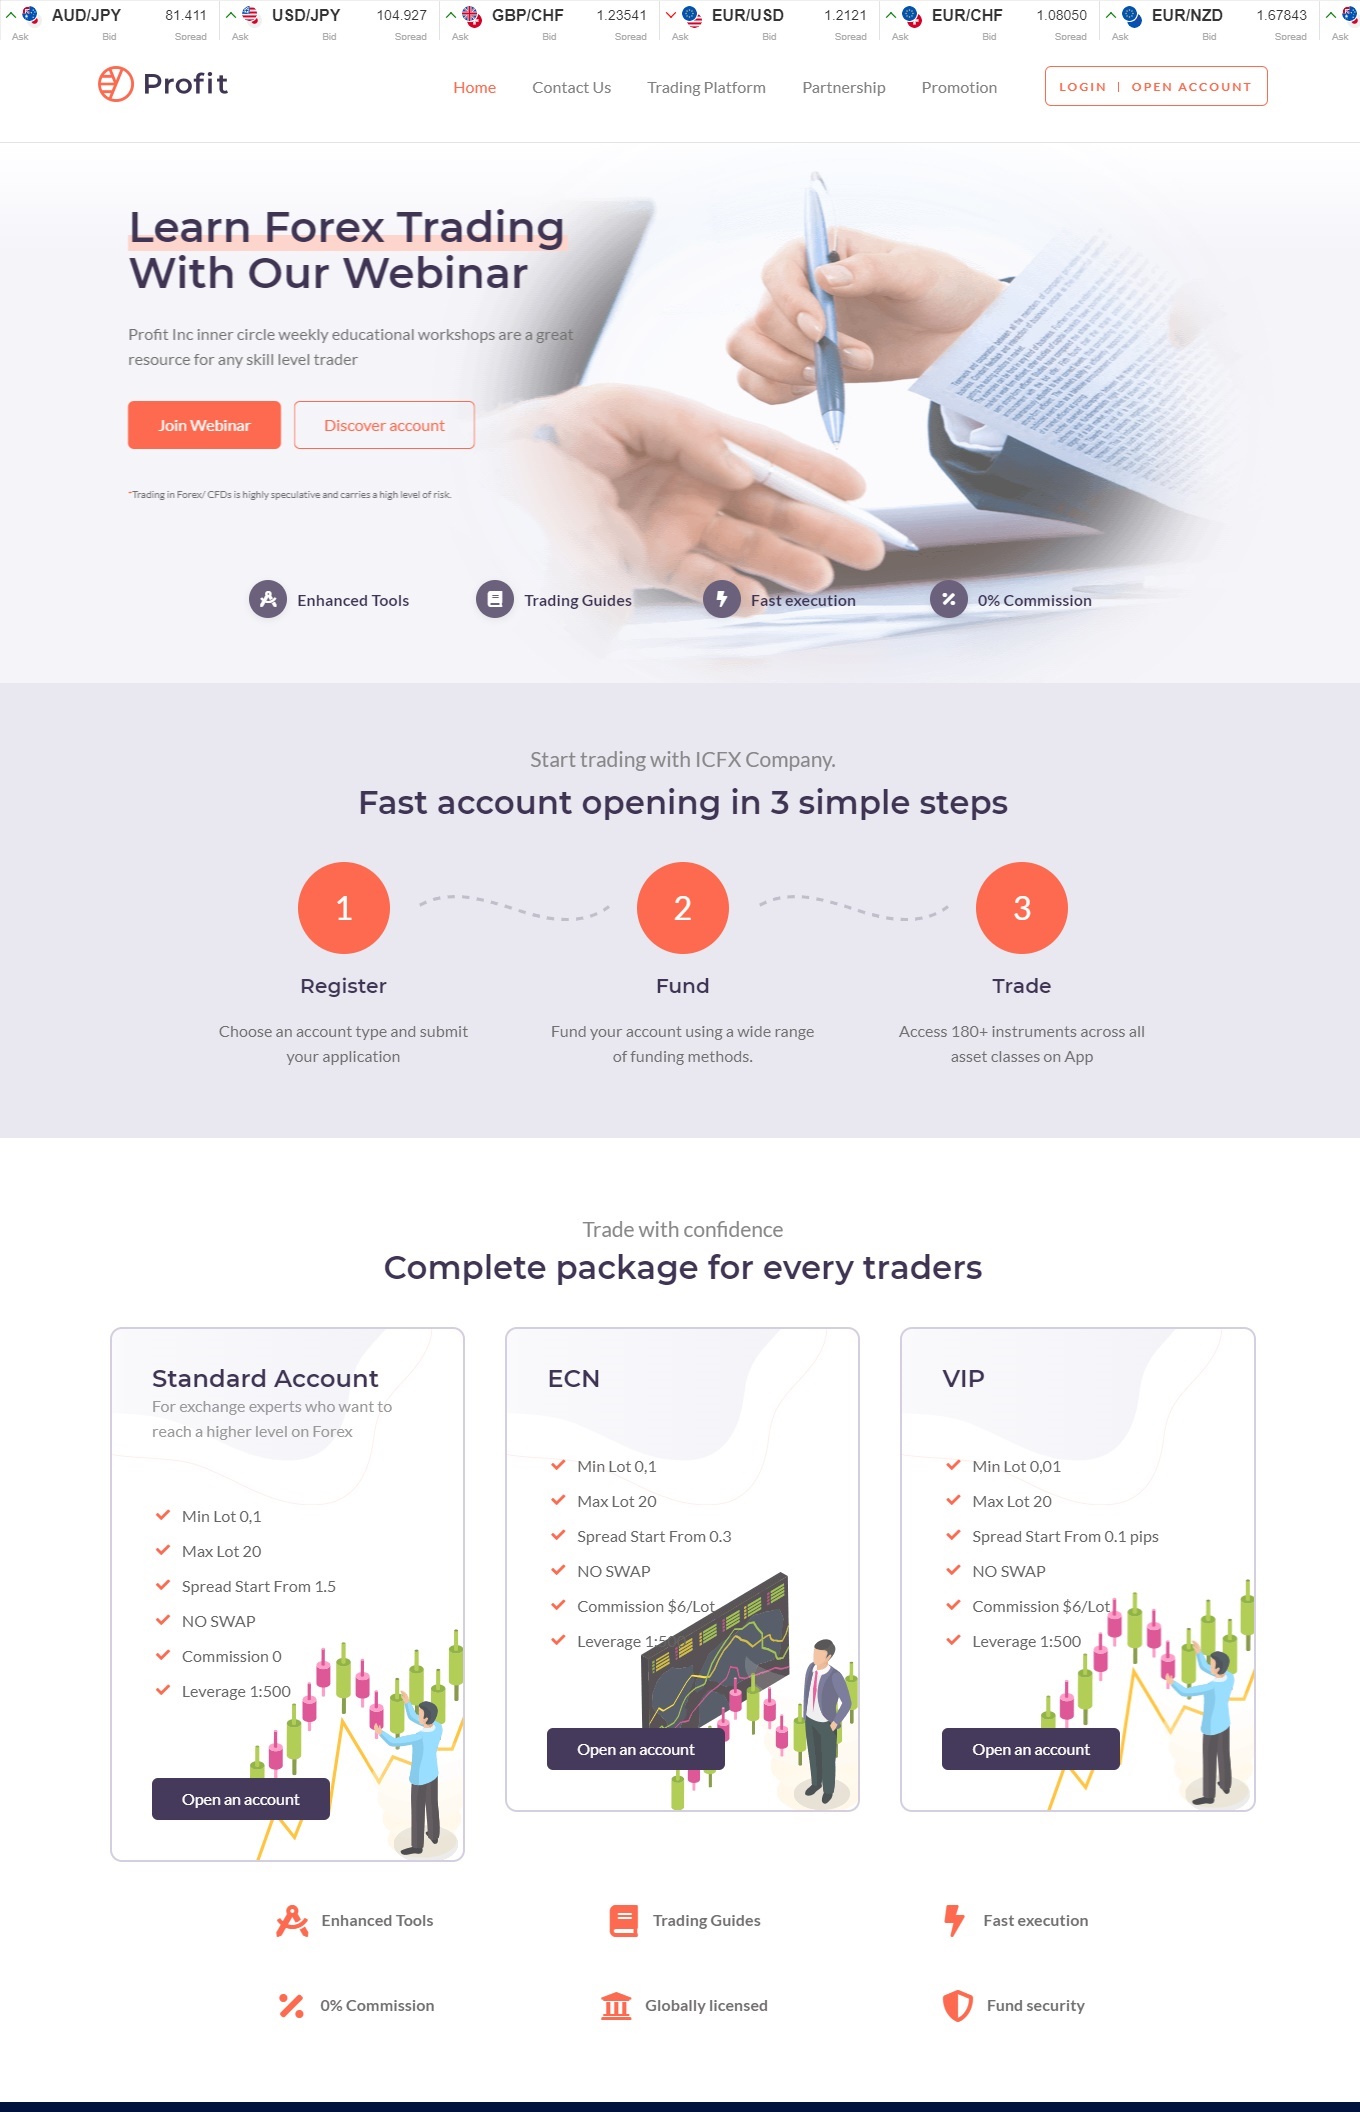 AUD/JPY 81.411 USD/JPY 104.927 GBP/CHF 1.23541 EUR/USD 1.2121 EUR/CHF 1.08050 EUR/NZD 1.67843
Ask Bid Soread Ask Bid Soread Ask Bid Soread Ask Bid Soread Ask Bid Soread Ask Bid Soread Ask
Profit Home Contact Us Trading Platform Partnership Promotion LOGIN | OPEN ACCOUNT
Learn Forex Trading
With Our Webinar
Profit Inc inner circle weekly educational workshops are a great
resource for any skill level trader
Join Webinar Discover account
*Trading in Forex/ CFDs is highly speculative and carries a high level of risk.
Enhanced Tools Trading Guides Fast execution 0% Commission
Start trading with ICFX Company.
Fast account opening in 3 simple steps
1 2 3
Register Fund Trade
Choose an account type and submit
your application
Fund your account using a wide range
of funding methods.
Access 180+ instruments across all
asset classes on App
Trade with confidence
Complete package for every traders
Standard Account
For exchange experts who want to
reach a higher level on Forex
Min Lot 0,1
Max Lot 20
Spread Start From 1.5
NO SWAP
Commission 0
Leverage 1:500
Open an account
ECN
Min Lot 0,1
Max Lot 20
Spread Start From 0.3
NO SWAP
Commission $6/Lot
Leverage 1:500
Open an account
VIP
Min Lot 0,01
Max Lot 20
Spread Start From 0.1 pips
NO SWAP
Commission $6/Lot
Leverage 1:500
Open an account
Enhanced Tools Trading Guides Fast execution
0% Commission Globally licensed Fund security